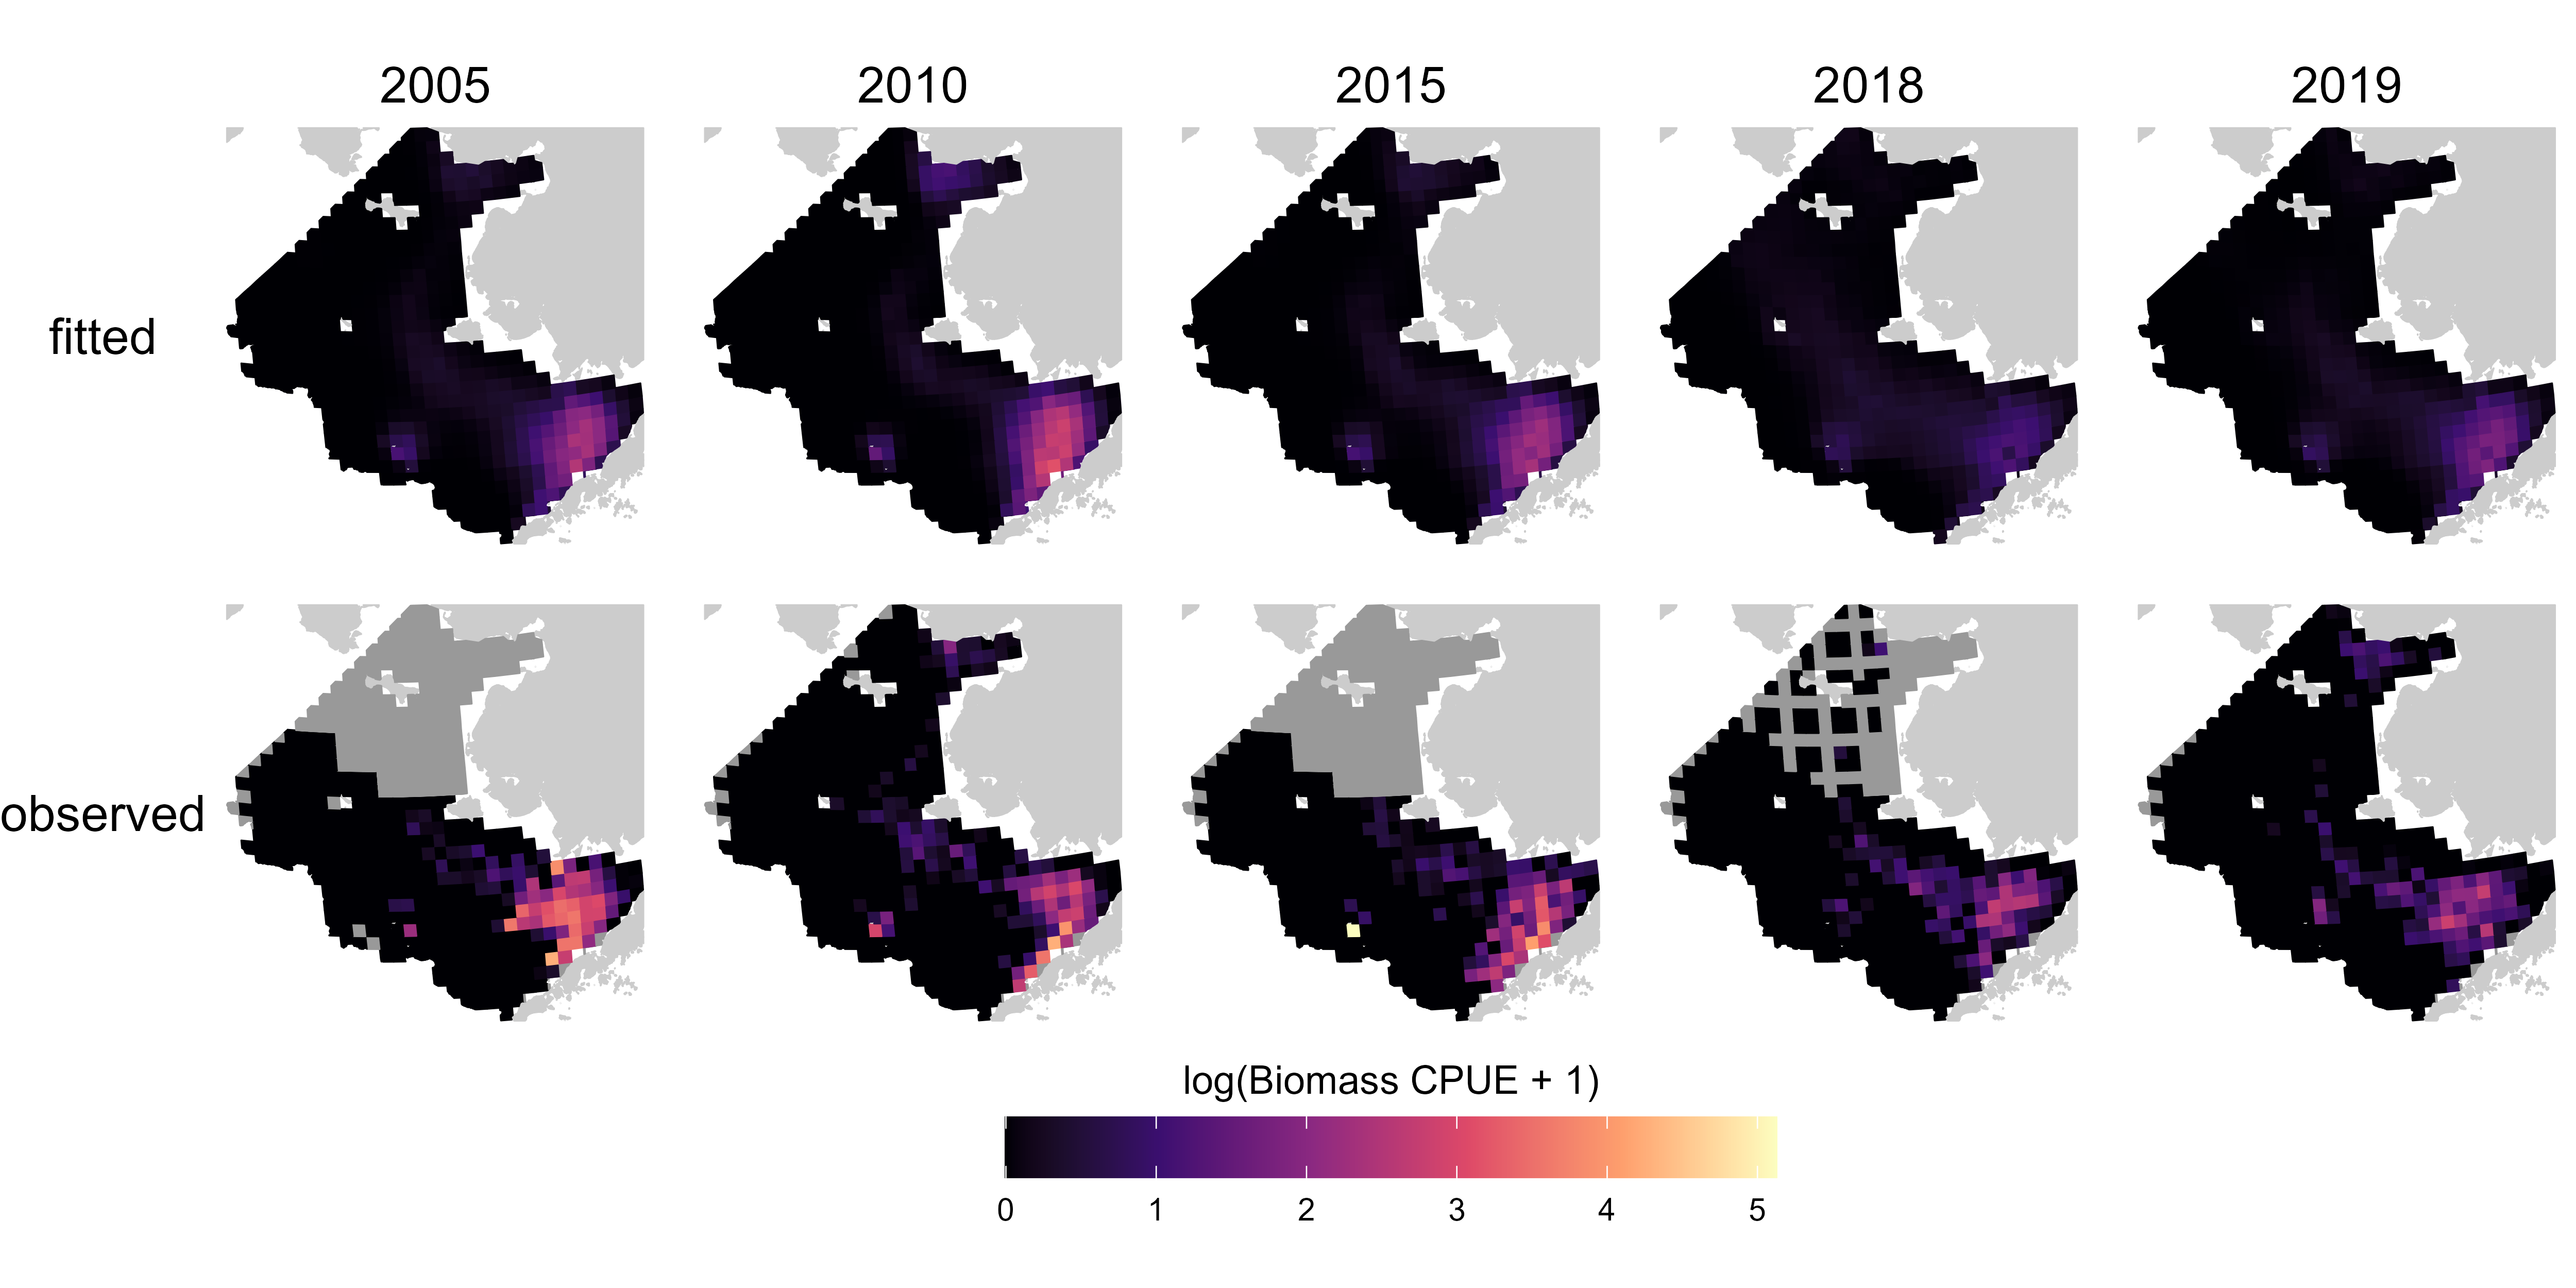 2005 2010 2015 2018 2019
fitted
observed
log(Biomass CPUE + 1)
0 1 2 3 4 5